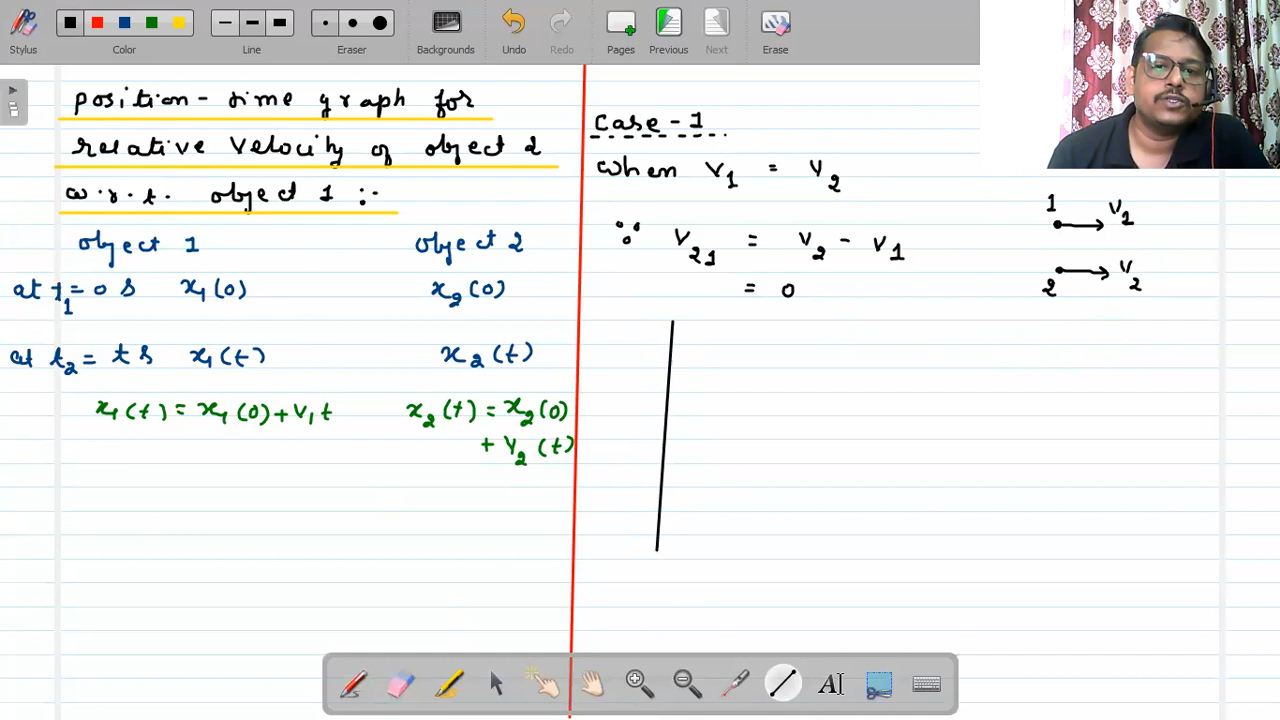 Stylus Color Line Eraser Backgrounds Undo Redo Pages Previous Next Erase
position-time graph for
relative velocity of object 2
w.r.t. object 1 :-
object 1 object 2
at t1 = 0 s x1(0) x2(0)
at t2 = t s x1(t) x2(t)
x1(t) = x1(0) + v1 t x2(t) = x2(0)
+ v2 (t)
Case-1
when v1 = v2
∵ v21 = v2 - v1
= 0
1 v1
2 v2
A